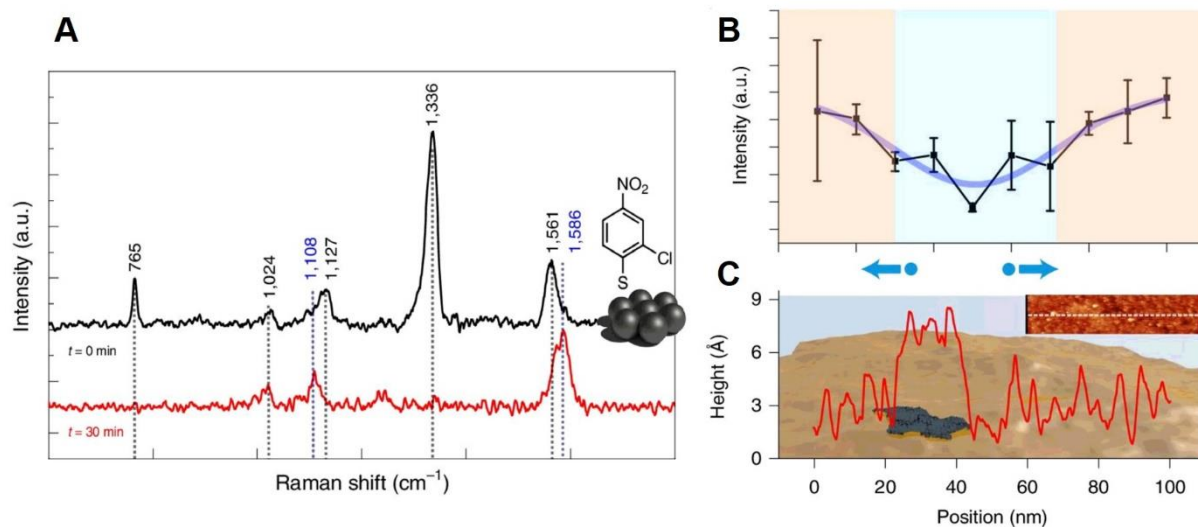 A
Intensity (a.u.)
765
1,024
1,108
1,127
1,336
1,561
1,586
NO₂
Cl
S
t = 0 min
t = 30 min
Raman shift (cm⁻¹)
B
Intensity (a.u.)
C
Height (Å)
9
6
3
0
0 20 40 60 80 100
Position (nm)